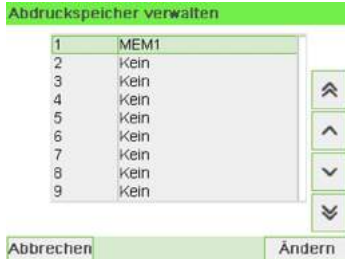 Abdruckspeicher verwalten
1 MEM1
2 Kein
3 Kein
4 Kein
5 Kein
6 Kein
7 Kein
8 Kein
9 Kein
Abbrechen Ändern